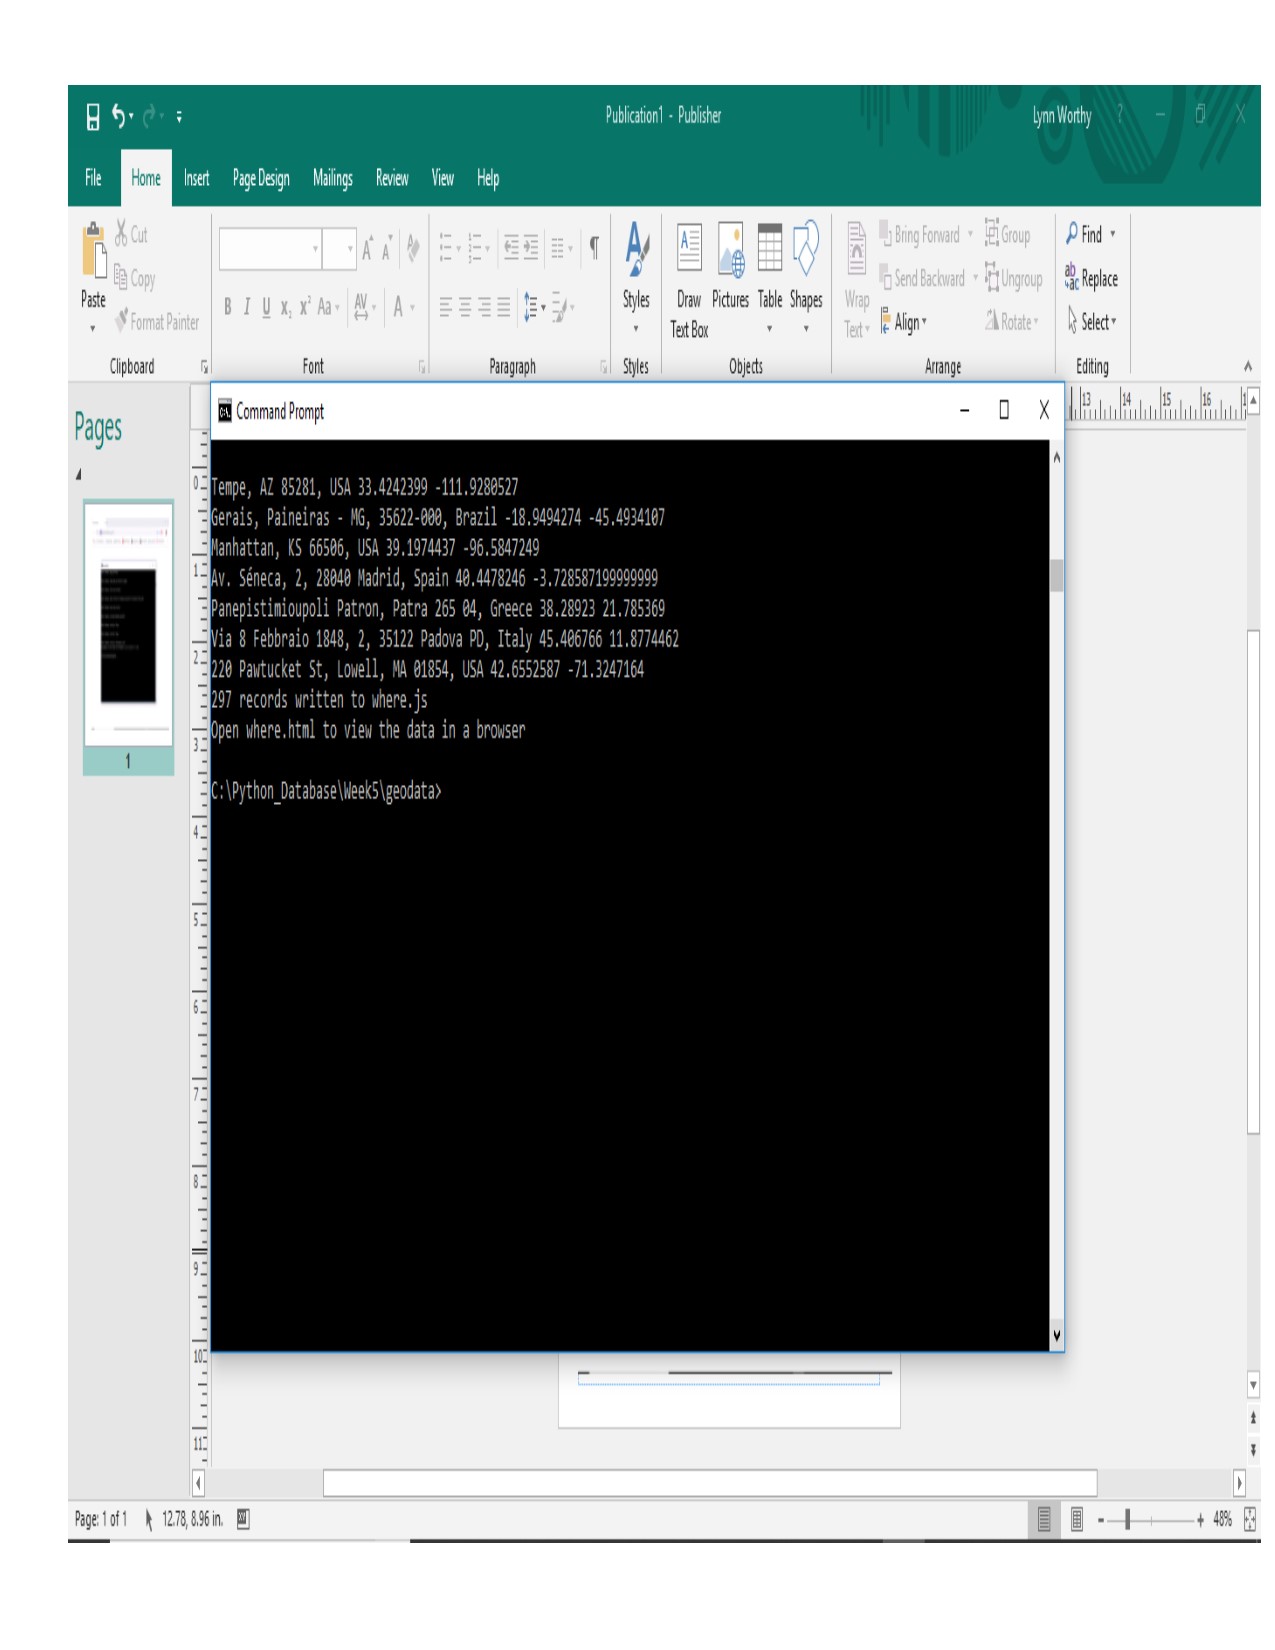 Publication1 - Publisher
Lynn Worthy ?
File Home Insert Page Design Mailings Review View Help
Cut
Copy
Format Painter
Paste
Clipboard
A A
B I U x₂ x² Aa AV A
Font
¶
Paragraph
Styles
Styles
Draw Text Box
Pictures
Table
Shapes
Objects
Wrap Text
Bring Forward
Send Backward
Align
Group
Ungroup
Rotate
Arrange
Find
Replace
Select
Editing
Pages
1
Command Prompt
13 14 15 16
Tempe, AZ 85281, USA 33.4242399 -111.9280527
Gerais, Paineiras - MG, 35622-000, Brazil -18.9494274 -45.4934107
Manhattan, KS 66506, USA 39.1974437 -96.5847249
Av. Séneca, 2, 28040 Madrid, Spain 40.4478246 -3.728587199999999
Panepistimioupoli Patron, Patra 265 04, Greece 38.28923 21.785369
Via 8 Febbraio 1848, 2, 35122 Padova PD, Italy 45.406766 11.8774462
220 Pawtucket St, Lowell, MA 01854, USA 42.6552587 -71.3247164
297 records written to where.js
Open where.html to view the data in a browser
C:\Python_Database\Week5\geodata>
0
1
2
3
4
5
6
7
8
9
10
11
Page: 1 of 1 12.78, 8.96 in.
48%